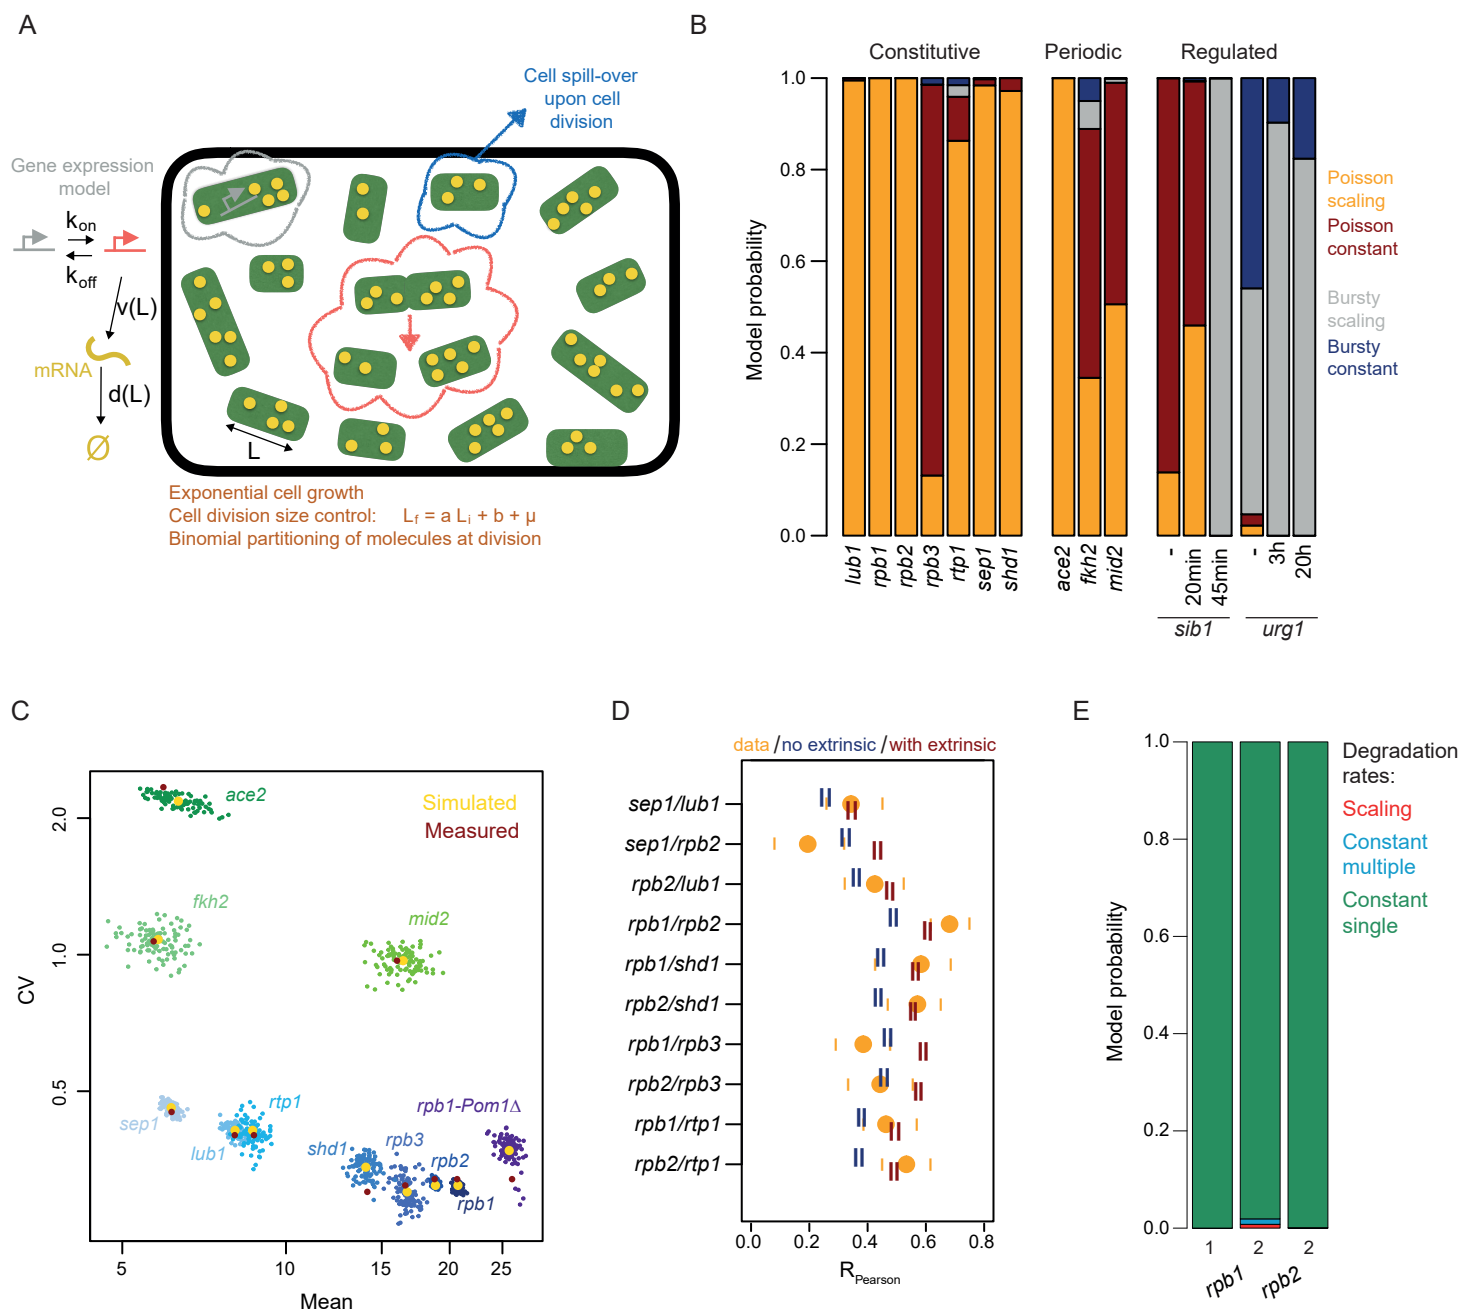 A
Cell spill-over
upon cell
division
Gene expression
model
kon
koff
v(L)
mRNA
d(L)
Ø
L
Exponential cell growth
Cell division size control: Lf = a Li + b + μ
Binomial partitioning of molecules at division
B
Constitutive Periodic Regulated
Model probability
1.0
0.8
0.6
0.4
0.2
0.0
lub1
rpb1
rpb2
rpb3
rtp1
sep1
shd1
ace2
fkh2
mid2
-
20min
45min
-
3h
20h
sib1
urg1
Poisson
scaling
Poisson
constant
Bursty
scaling
Bursty
constant
C
CV
2.0
1.0
0.5
ace2
Simulated
Measured
fkh2
mid2
sep1
rtp1
lub1
rpb1-Pom1Δ
shd1
rpb3
rpb2
rpb1
5 10 15 20 25
Mean
D
data / no extrinsic / with extrinsic
sep1/lub1
sep1/rpb2
rpb2/lub1
rpb1/rpb2
rpb1/shd1
rpb2/shd1
rpb1/rpb3
rpb2/rpb3
rpb1/rtp1
rpb2/rtp1
0.0 0.2 0.4 0.6 0.8
RPearson
E
Model probability
1.0
0.8
0.6
0.4
0.2
0.0
1 2 2
rpb1 rpb2
Degradation
rates:
Scaling
Constant
multiple
Constant
single